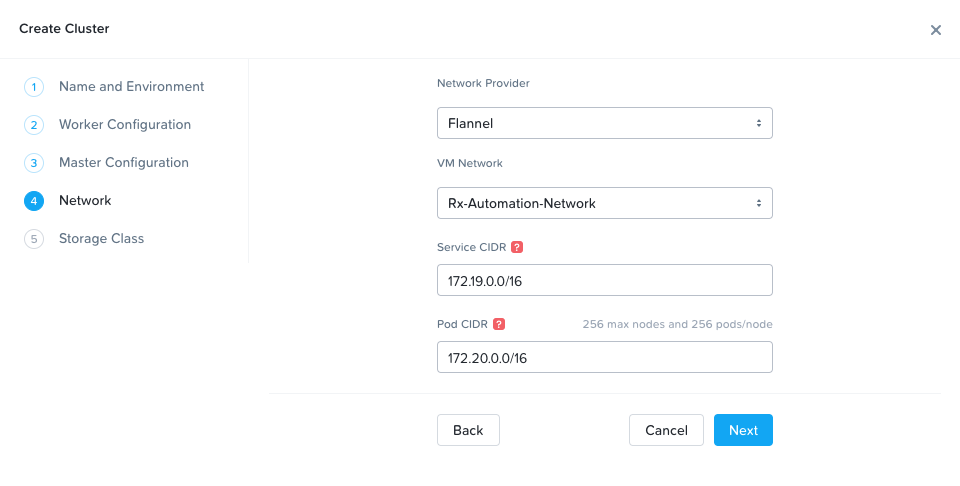 Create Cluster
1 Name and Environment
2 Worker Configuration
3 Master Configuration
4 Network
5 Storage Class
Network Provider
Flannel
VM Network
Rx-Automation-Network
Service CIDR ?
172.19.0.0/16
Pod CIDR ? 256 max nodes and 256 pods/node
172.20.0.0/16
Back Cancel Next